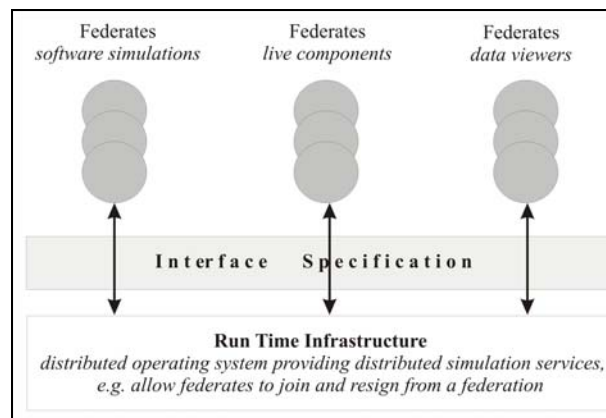 Federates
software simulations
Federates
live components
Federates
data viewers
Interface Specification
Run Time Infrastructure
distributed operating system providing distributed simulation services,
e.g. allow federates to join and resign from a federation